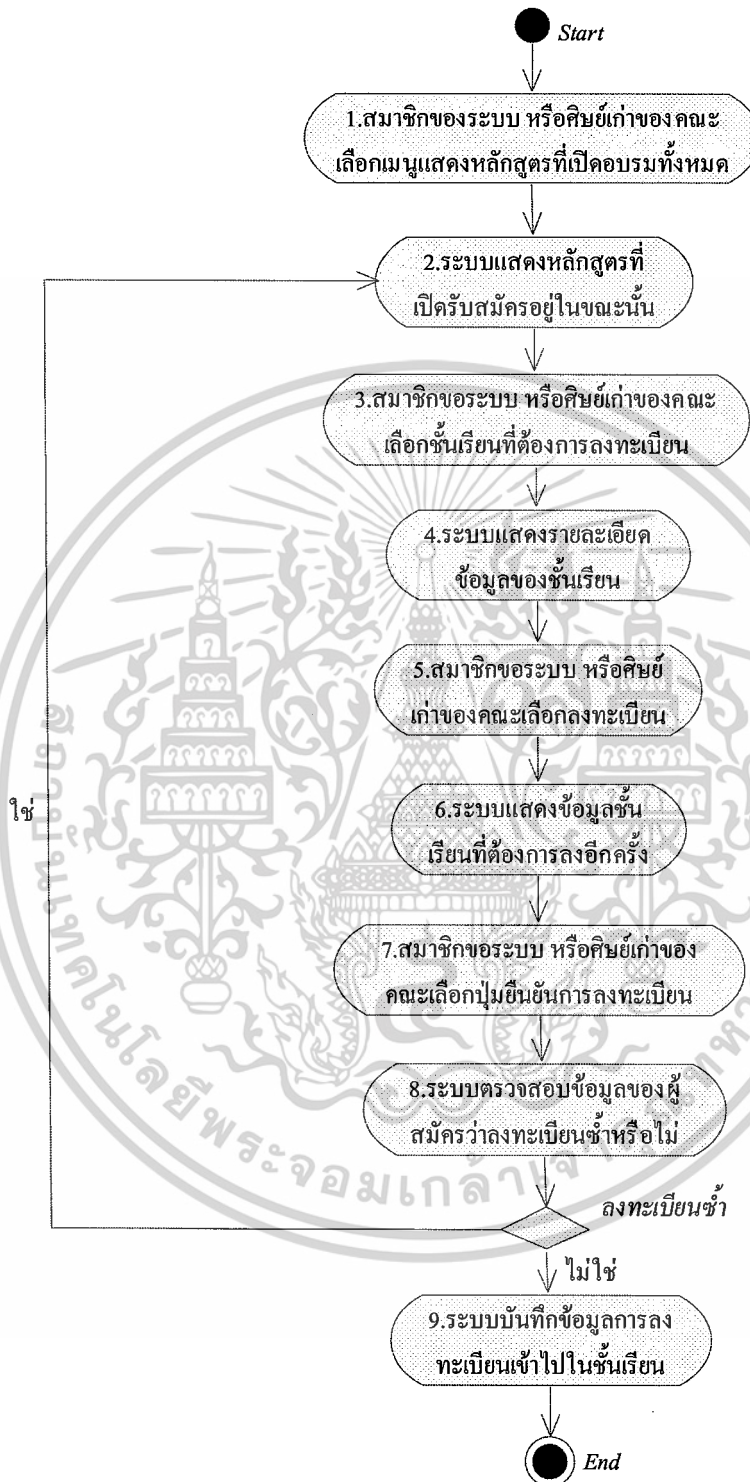 Start
1.สมาชิกของระบบ หรือศิษย์เก่าของคณะ
เลือกเมนูแสดงหลักสูตรที่เปิดอบรมทั้งหมด
2.ระบบแสดงหลักสูตรที่
เปิดรับสมัครอยู่ในขณะนั้น
3.สมาชิกขอระบบ หรือศิษย์เก่าของคณะ
เลือกชั้นเรียนที่ต้องการลงทะเบียน
4.ระบบแสดงรายละเอียด
ข้อมูลของชั้นเรียน
5.สมาชิกขอระบบ หรือศิษย์
เก่าของคณะเลือกลงทะเบียน
ใช่
6.ระบบแสดงข้อมูลชั้น
เรียนที่ต้องการลงอีกครั้ง
7.สมาชิกขอระบบ หรือศิษย์เก่าของ
คณะเลือกปุ่มยืนยันการลงทะเบียน
8.ระบบตรวจสอบข้อมูลของผู้
สมัครว่าลงทะเบียนซ้ำหรือไม่
ลงทะเบียนซ้ำ
ไม่ใช่
9.ระบบบันทึกข้อมูลการลง
ทะเบียนเข้าไปในชั้นเรียน
End